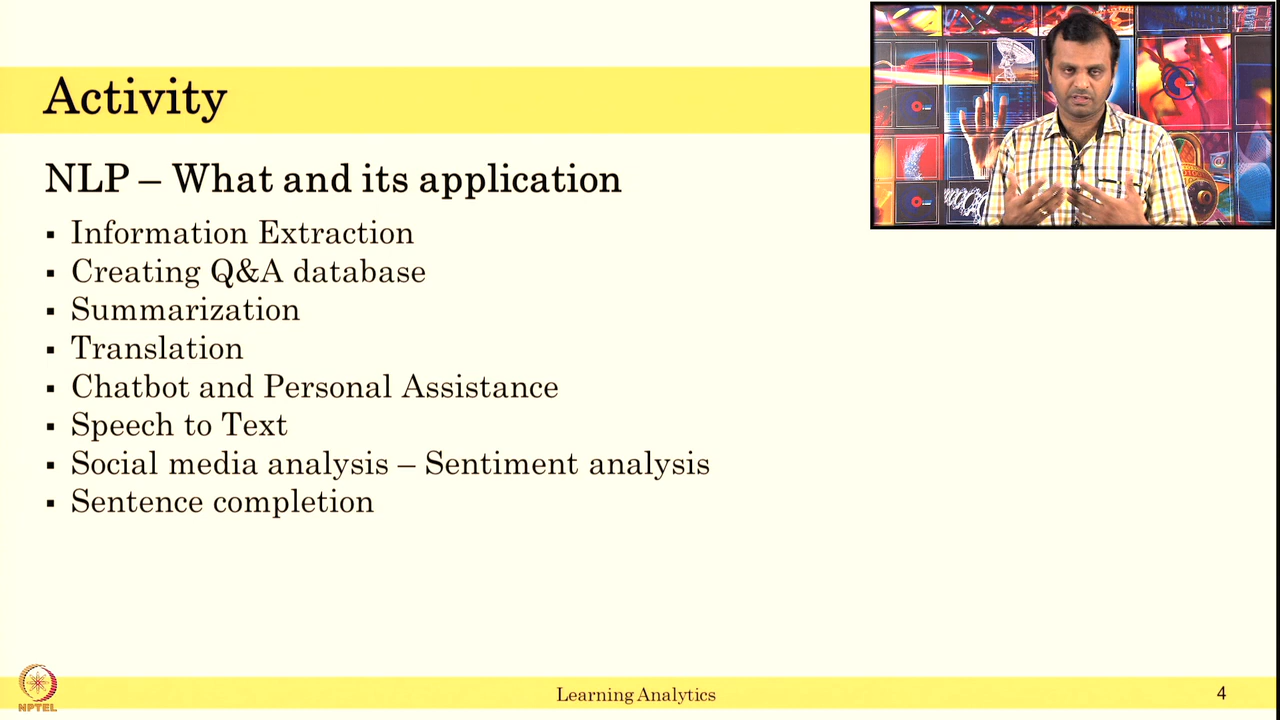 Activity
NLP – What and its application
▪ Information Extraction
▪ Creating Q&A database
▪ Summarization
▪ Translation
▪ Chatbot and Personal Assistance
▪ Speech to Text
▪ Social media analysis – Sentiment analysis
▪ Sentence completion
NPTEL
Learning Analytics
4